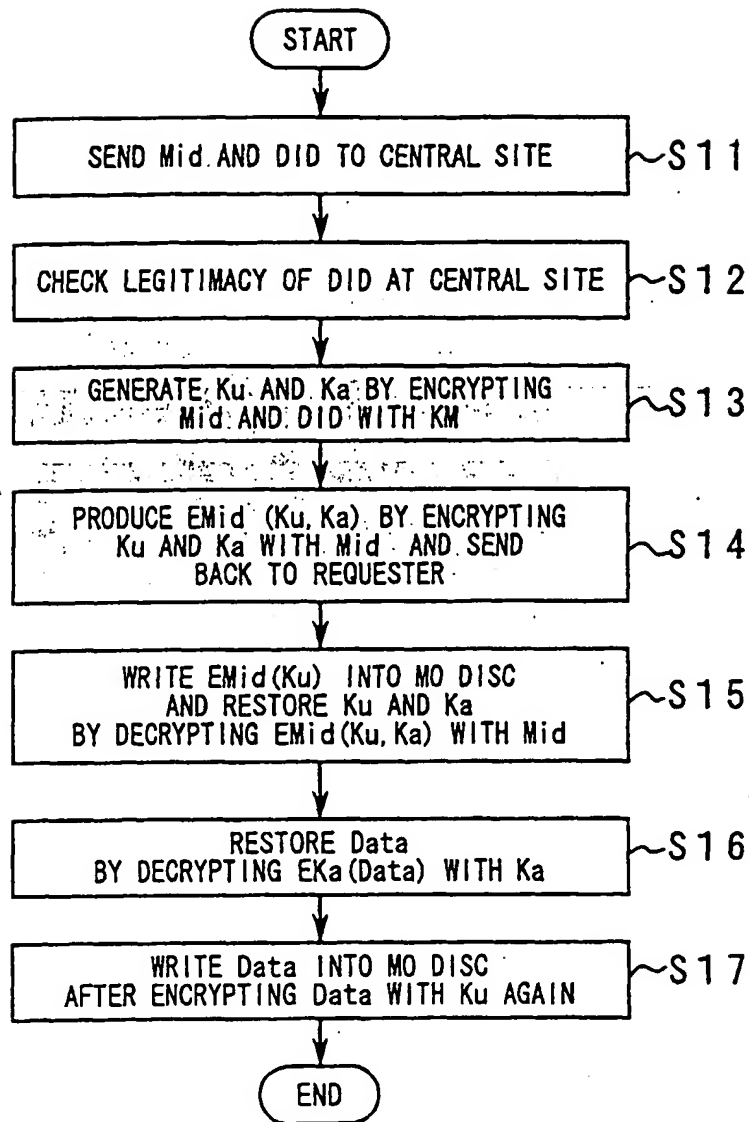 START
SEND Mid AND DID TO CENTRAL SITE
S11
CHECK LEGITIMACY OF DID AT CENTRAL SITE
S12
GENERATE Ku AND Ka BY ENCRYPTING
Mid AND DID WITH KM
S13
PRODUCE EMid (Ku, Ka) BY ENCRYPTING
Ku AND Ka WITH Mid AND SEND
BACK TO REQUESTER
S14
WRITE EMid(Ku) INTO MO DISC
AND RESTORE Ku AND Ka
BY DECRYPTING EMid(Ku, Ka) WITH Mid
S15
RESTORE Data
BY DECRYPTING EKa(Data) WITH Ka
S16
WRITE Data INTO MO DISC
AFTER ENCRYPTING Data WITH Ku AGAIN
S17
END